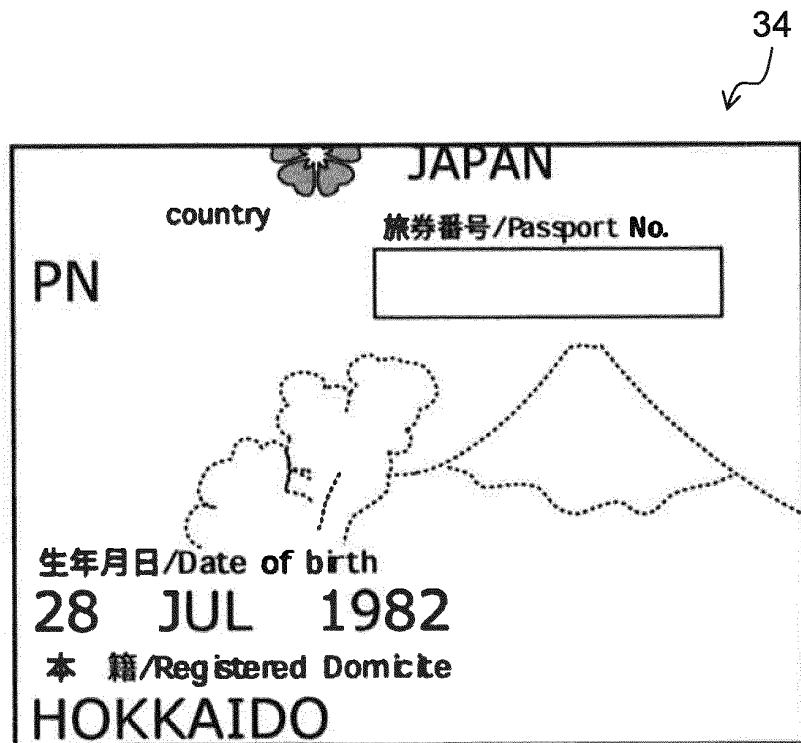 34
JAPAN
country
旅券番号/Passport No.
PN
生年月日/Date of birth
28 JUL 1982
本 籍/Registered Domicile
HOKKAIDO